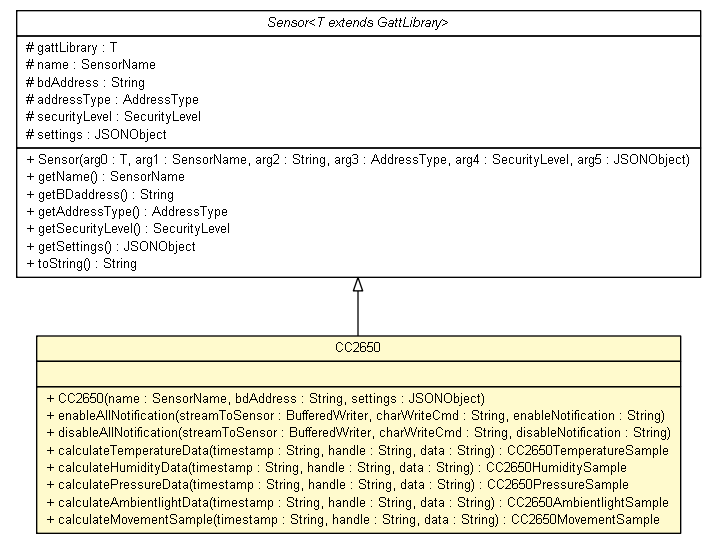 Sensor<T extends GattLibrary>
# gattLibrary : T
# name : SensorName
# bdAddress : String
# addressType : AddressType
# securityLevel : SecurityLevel
# settings : JSONObject
+ Sensor(arg0 : T, arg1 : SensorName, arg2 : String, arg3 : AddressType, arg4 : SecurityLevel, arg5 : JSONObject)
+ getName() : SensorName
+ getBDaddress() : String
+ getAddressType() : AddressType
+ getSecurityLevel() : SecurityLevel
+ getSettings() : JSONObject
+ toString() : String
CC2650
+ CC2650(name : SensorName, bdAddress : String, settings : JSONObject)
+ enableAllNotification(streamToSensor : BufferedWriter, charWriteCmd : String, enableNotification : String)
+ disableAllNotification(streamToSensor : BufferedWriter, charWriteCmd : String, disableNotification : String)
+ calculateTemperatureData(timestamp : String, handle : String, data : String) : CC2650TemperatureSample
+ calculateHumidityData(timestamp : String, handle : String, data : String) : CC2650HumiditySample
+ calculatePressureData(timestamp : String, handle : String, data : String) : CC2650PressureSample
+ calculateAmbientlightData(timestamp : String, handle : String, data : String) : CC2650AmbientlightSample
+ calculateMovementSample(timestamp : String, handle : String, data : String) : CC2650MovementSample